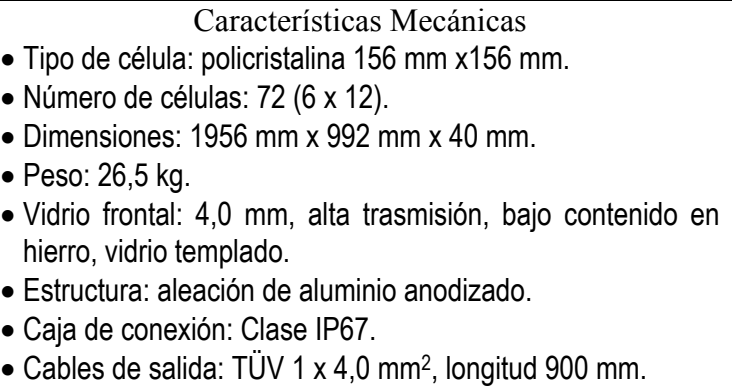 Características Mecánicas
• Tipo de célula: policristalina 156 mm x156 mm.
• Número de células: 72 (6 x 12).
• Dimensiones: 1956 mm x 992 mm x 40 mm.
• Peso: 26,5 kg.
• Vidrio frontal: 4,0 mm, alta trasmisión, bajo contenido en
hierro, vidrio templado.
• Estructura: aleación de aluminio anodizado.
• Caja de conexión: Clase IP67.
• Cables de salida: TÜV 1 x 4,0 mm², longitud 900 mm.